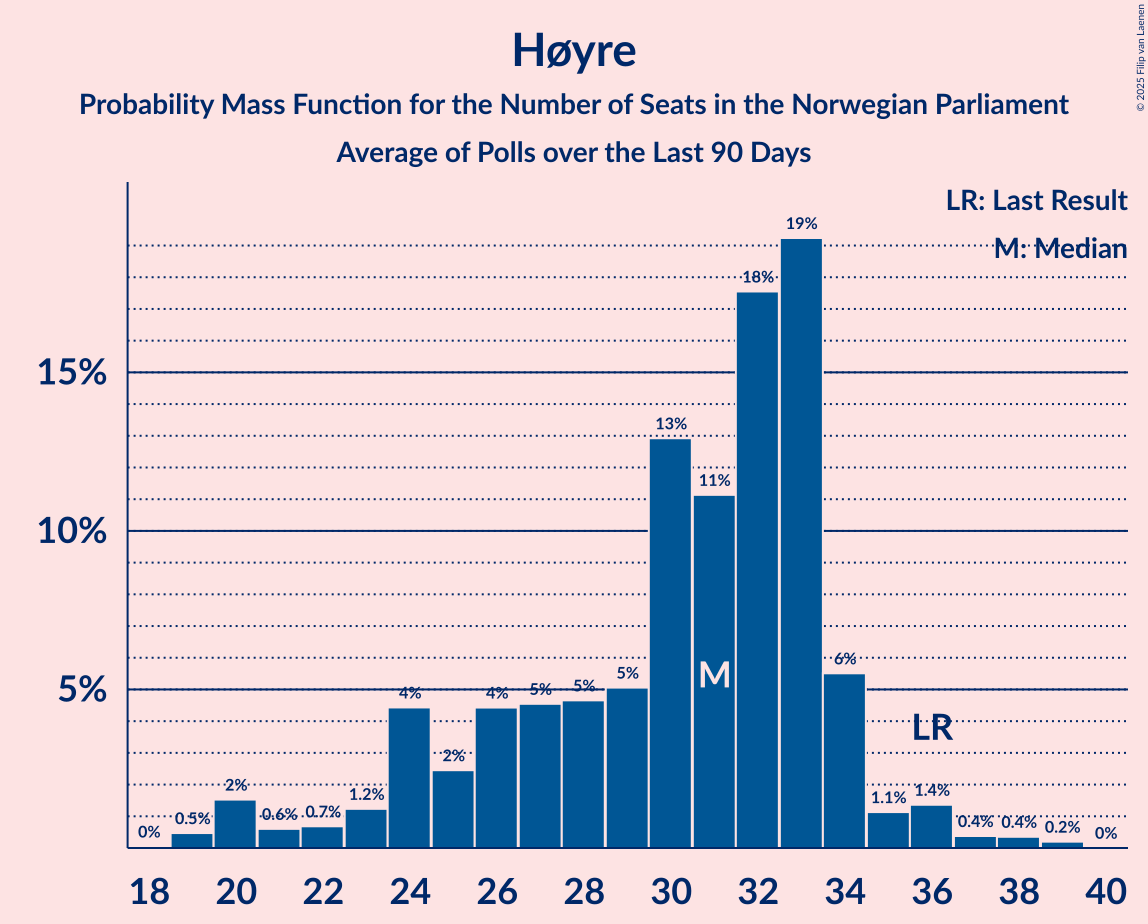 Høyre
Probability Mass Function for the Number of Seats in the Norwegian Parliament
Average of Polls over the Last 90 Days
© 2025 Filip van Laenen
LR: Last Result
M: Median
15%
10%
5%
0%
0.5%
2%
0.6%
0.7%
1.2%
4%
2%
4%
5%
5%
5%
13%
11%
18%
19%
6%
1.1%
1.4%
0.4%
0.4%
0.2%
0%
M
LR
18 20 22 24 26 28 30 32 34 36 38 40